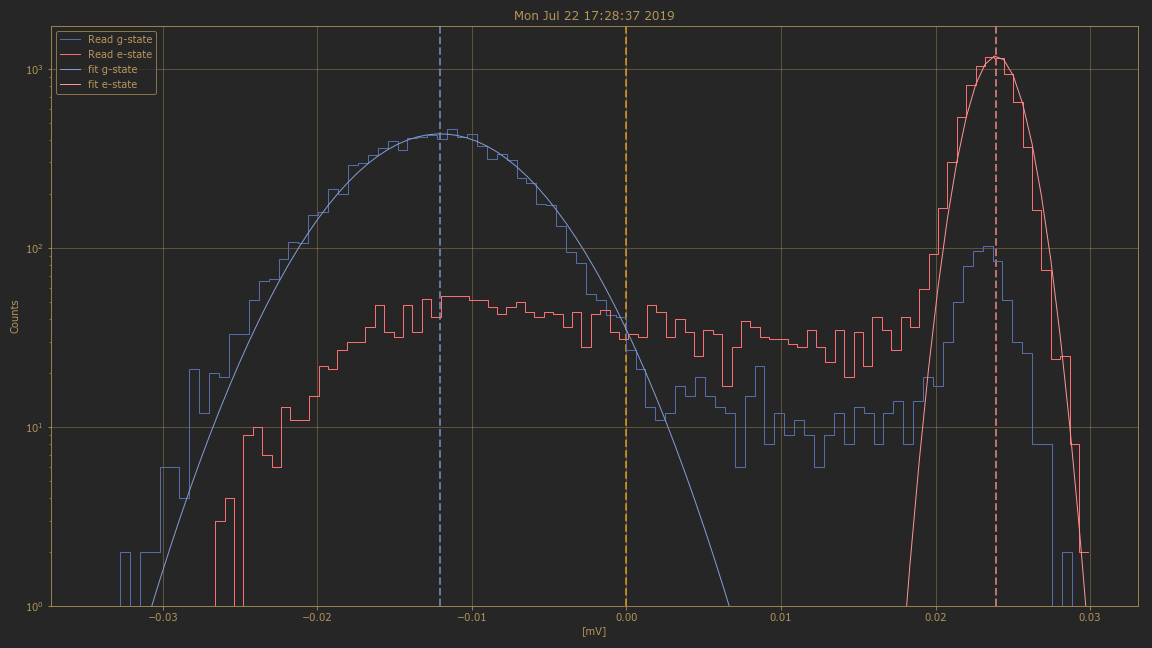 Mon Jul 22 17:28:37 2019
Read g-state
Read e-state
fit g-state
fit e-state
10³
10²
10¹
10⁰
Counts
−0.03 −0.02 −0.01 0.00 0.01 0.02 0.03
[mV]